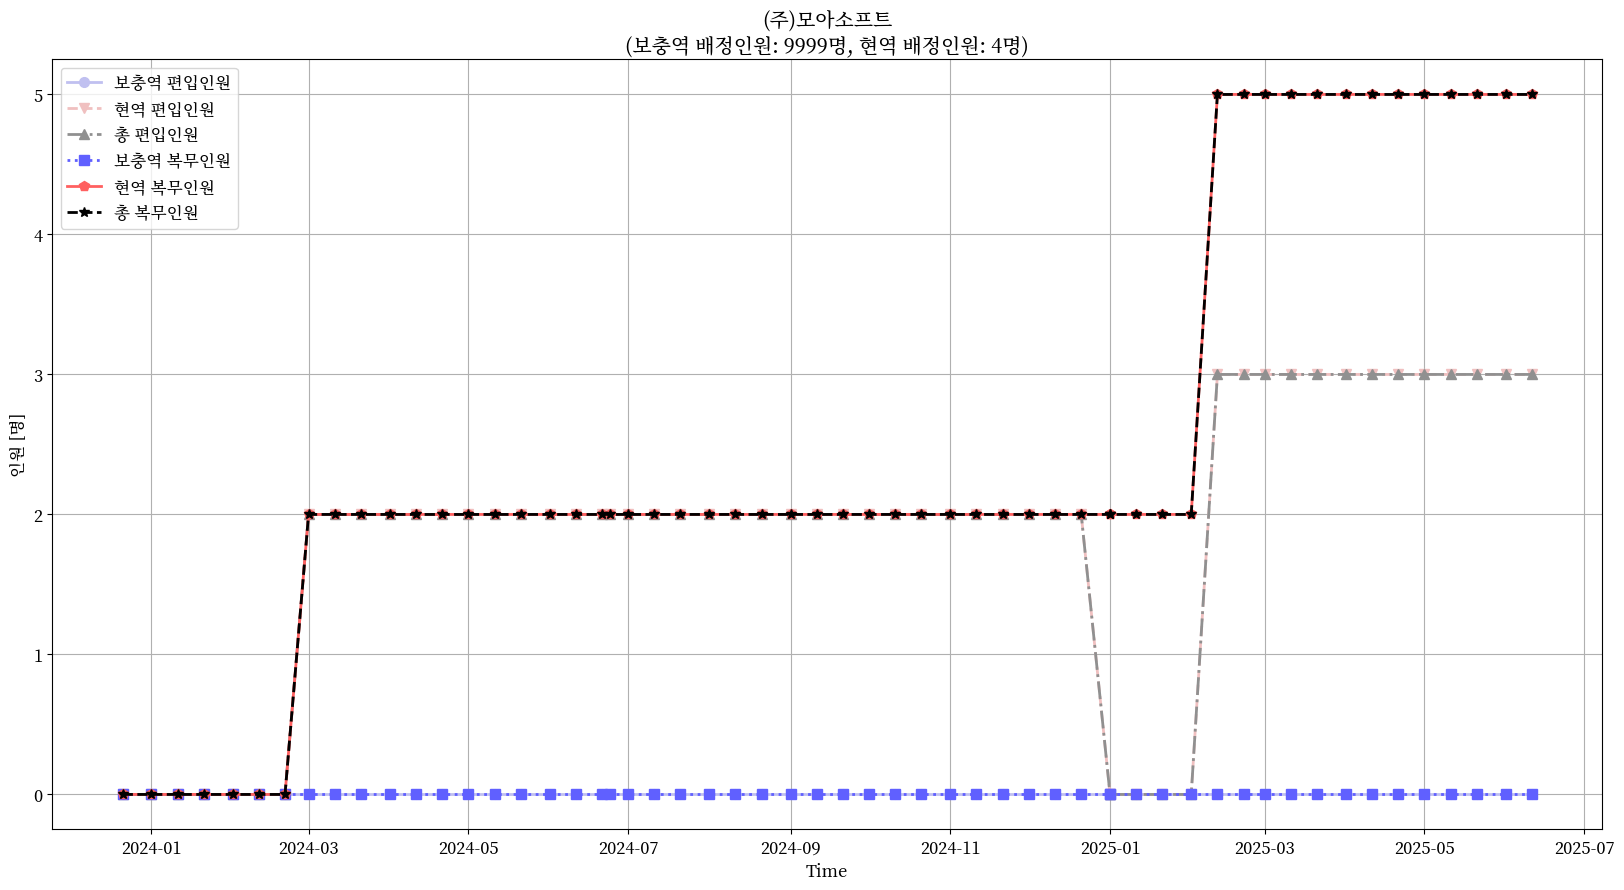 (주)모아소프트
(보충역 배정인원: 9999명, 현역 배정인원: 4명)
보충역 편입인원
현역 편입인원
총 편입인원
보충역 복무인원
현역 복무인원
총 복무인원
5
4
3
2
1
0
인원 [명]
2024-01 2024-03 2024-05 2024-07 2024-09 2024-11 2025-01 2025-03 2025-05 2025-07
Time